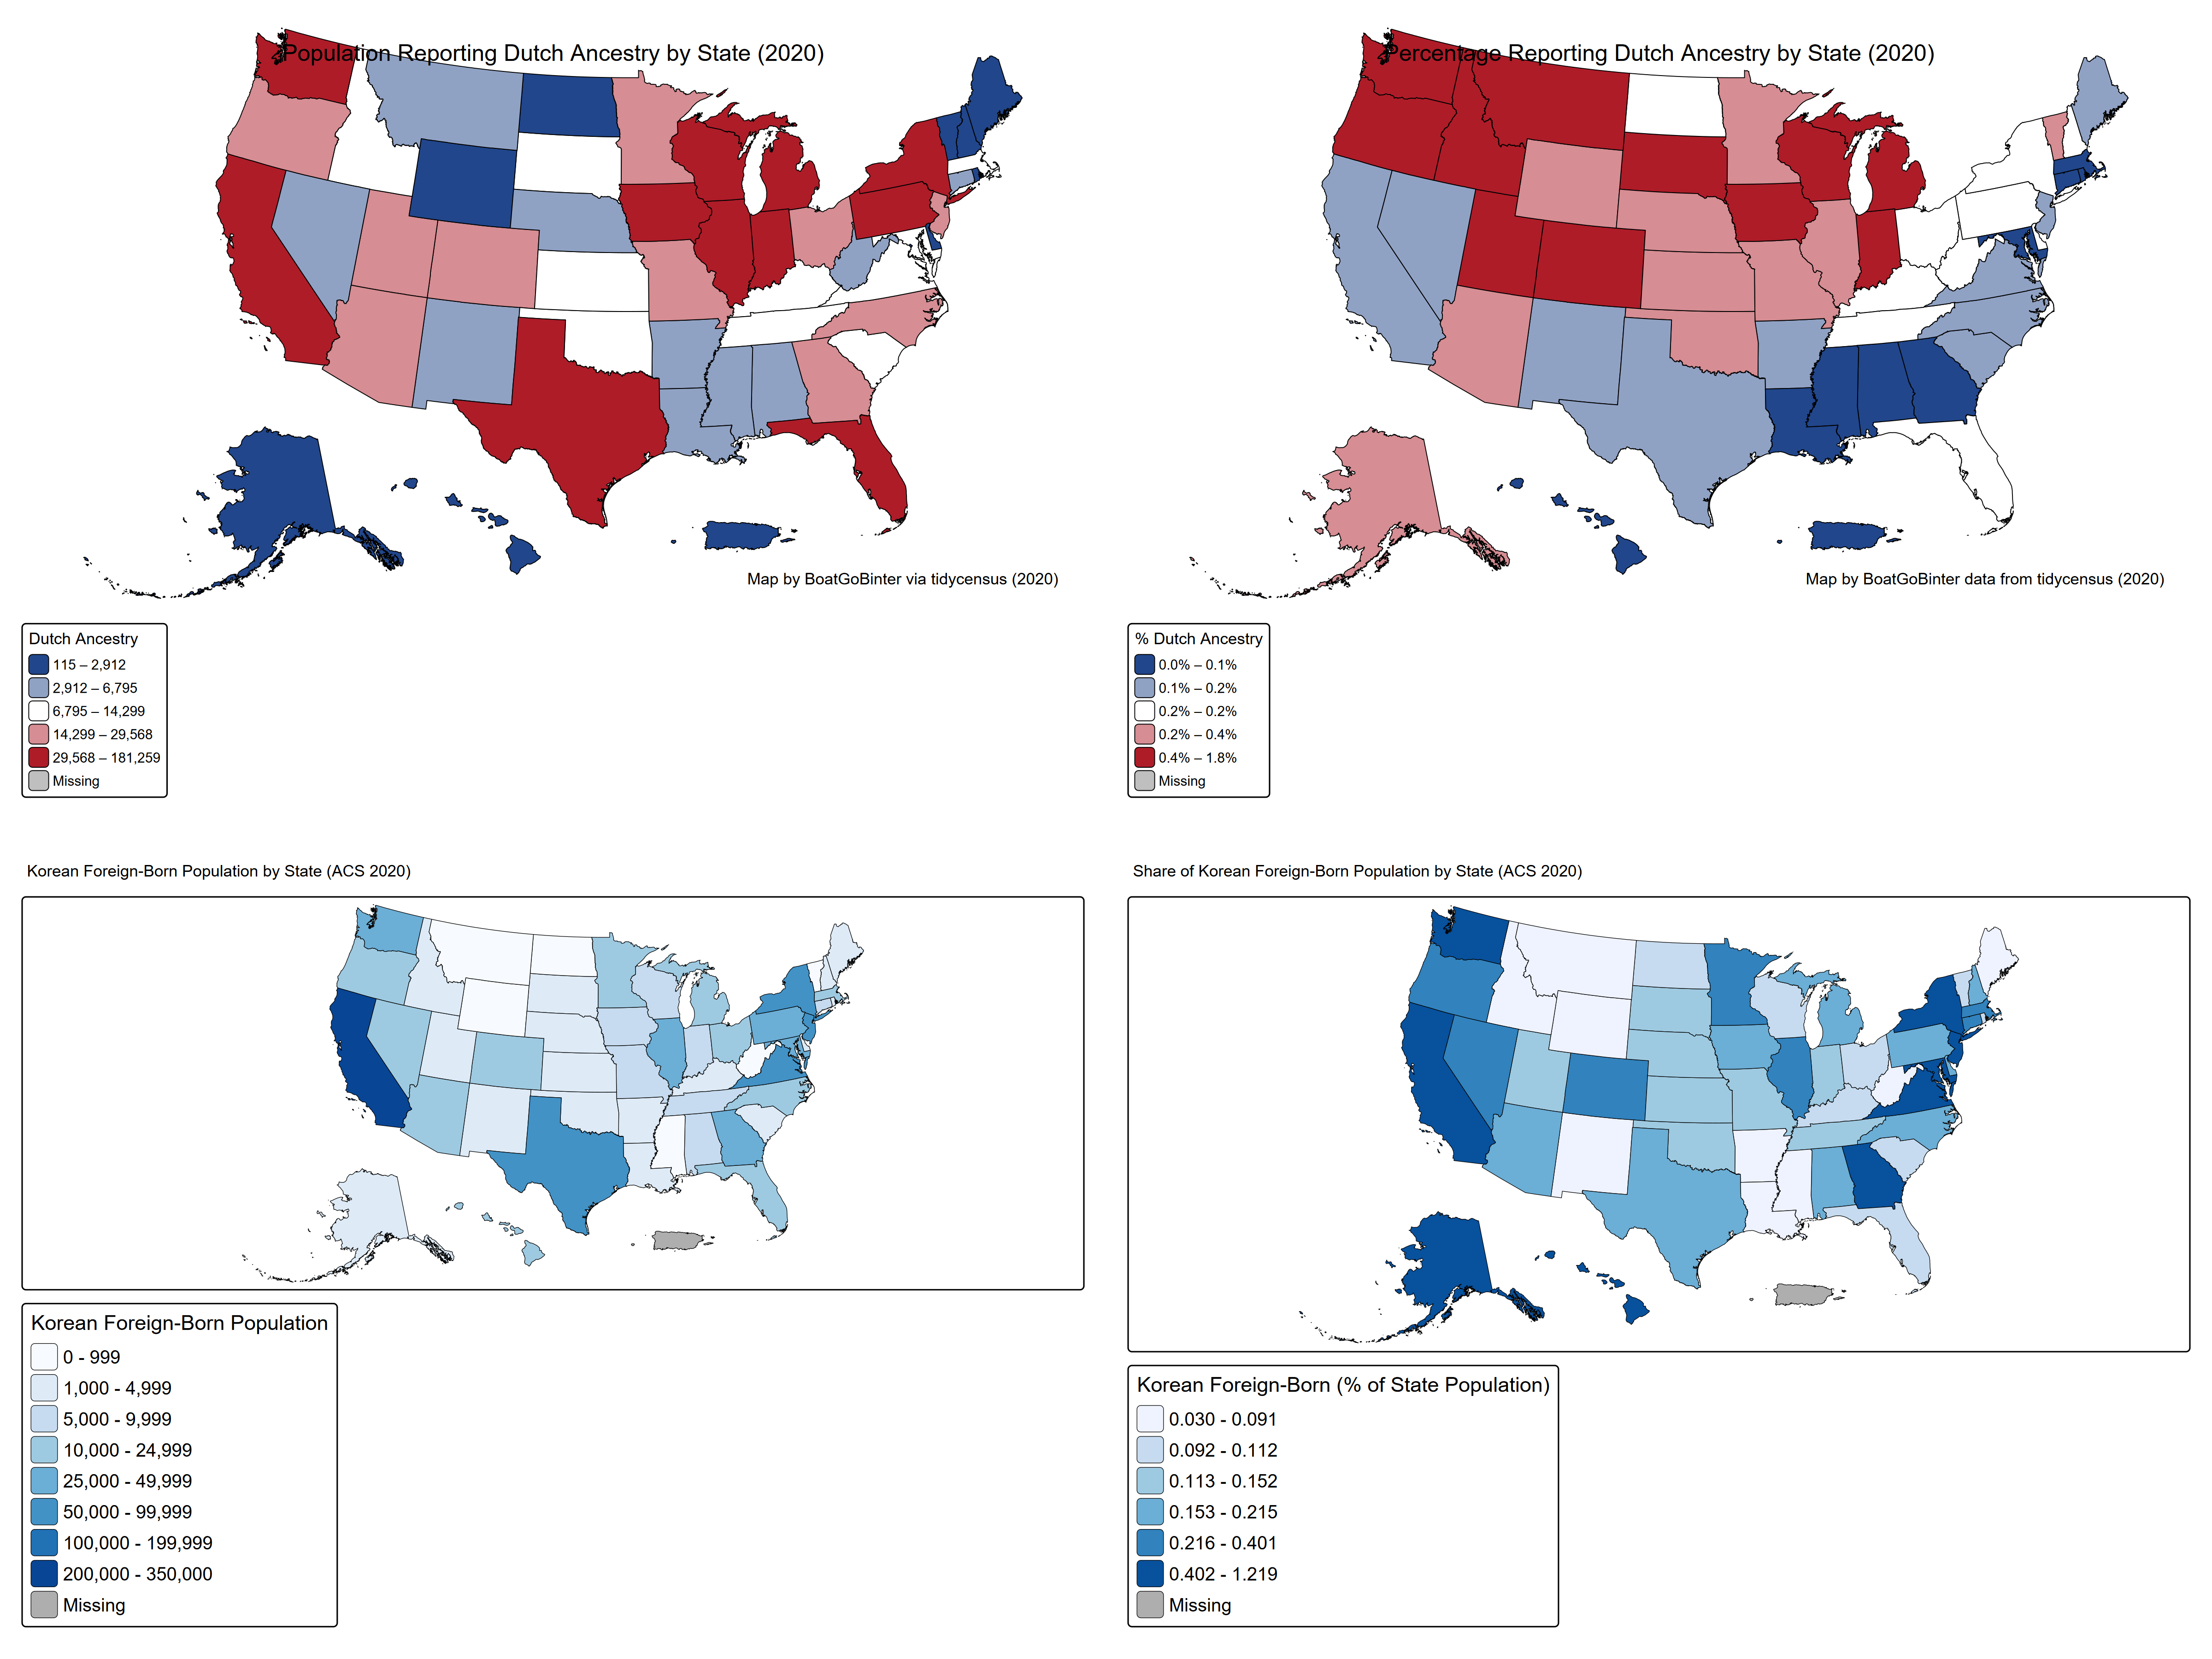 Population Reporting Dutch Ancestry by State (2020)
Map by BoatGoBinter via tidycensus (2020)
Dutch Ancestry
115 – 2,912
2,912 – 6,795
6,795 – 14,299
14,299 – 29,568
29,568 – 181,259
Missing
Percentage Reporting Dutch Ancestry by State (2020)
Map by BoatGoBinter data from tidycensus (2020)
% Dutch Ancestry
0.0% – 0.1%
0.1% – 0.2%
0.2% – 0.2%
0.2% – 0.4%
0.4% – 1.8%
Missing
Korean Foreign-Born Population by State (ACS 2020)
Korean Foreign-Born Population
0 - 999
1,000 - 4,999
5,000 - 9,999
10,000 - 24,999
25,000 - 49,999
50,000 - 99,999
100,000 - 199,999
200,000 - 350,000
Missing
Share of Korean Foreign-Born Population by State (ACS 2020)
Korean Foreign-Born (% of State Population)
0.030 - 0.091
0.092 - 0.112
0.113 - 0.152
0.153 - 0.215
0.216 - 0.401
0.402 - 1.219
Missing